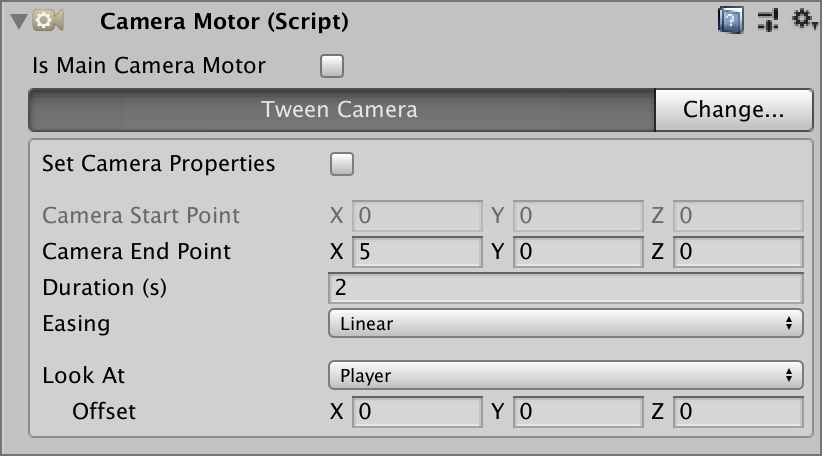 Camera Motor (Script)
Is Main Camera Motor
Tween Camera Change...
Set Camera Properties
Camera Start Point X 0 Y 0 Z 0
Camera End Point X 5 Y 0 Z 0
Duration (s) 2
Easing Linear
Look At Player
Offset X 0 Y 0 Z 0